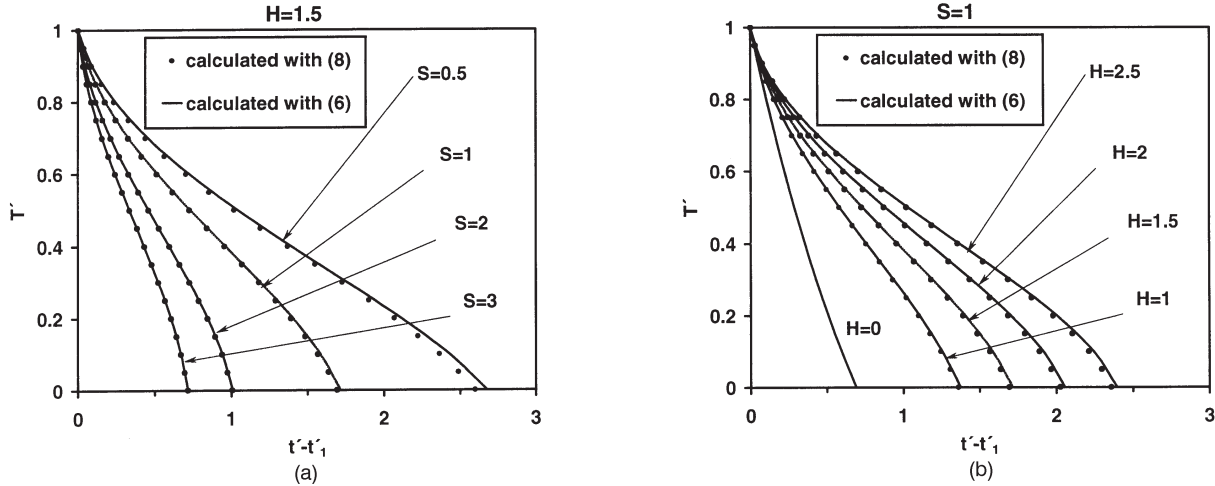 H=1.5
1
0.8
0.6
0.4
0.2
0
T´
calculated with (8)
calculated with (6)
S=0.5
S=1
S=2
S=3
0 1 2 3
t´-t´1
(a)
S=1
1
0.8
0.6
0.4
0.2
0
T´
calculated with (8)
calculated with (6)
H=2.5
H=2
H=1.5
H=1
H=0
0 1 2 3
t´-t´1
(b)